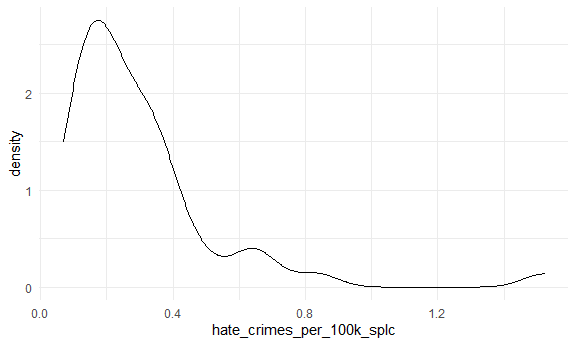 density
2
1
0
0.0 0.4 0.8 1.2
hate_crimes_per_100k_splc